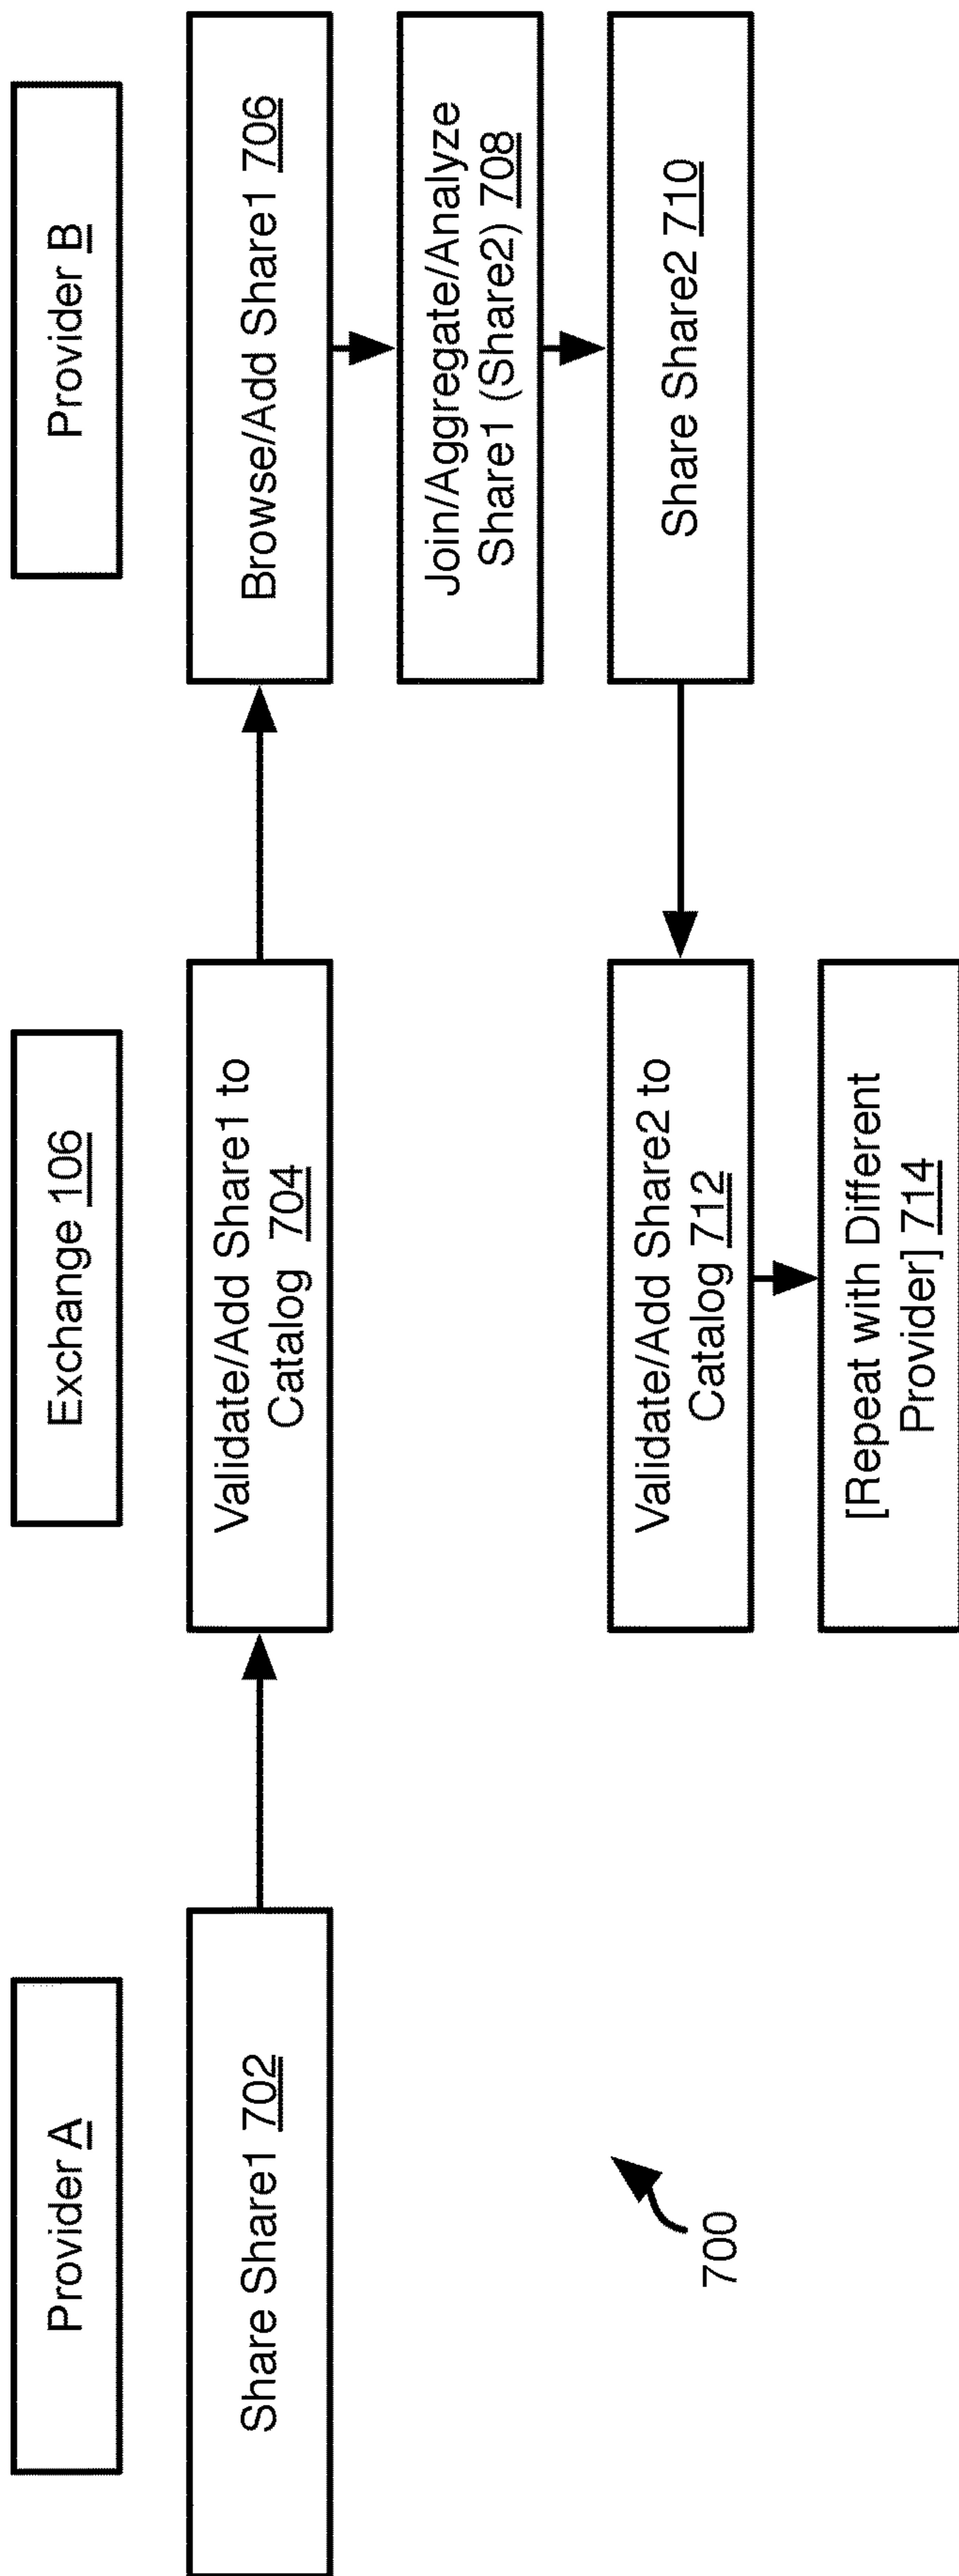 Provider A
Exchange 106
Provider B
Share Share1 702
Validate/Add Share1 to
Catalog 704
Browse/Add Share1 706
Join/Aggregate/Analyze
Share1 (Share2) 708
Share Share2 710
Validate/Add Share2 to
Catalog 712
[Repeat with Different
Provider] 714
700